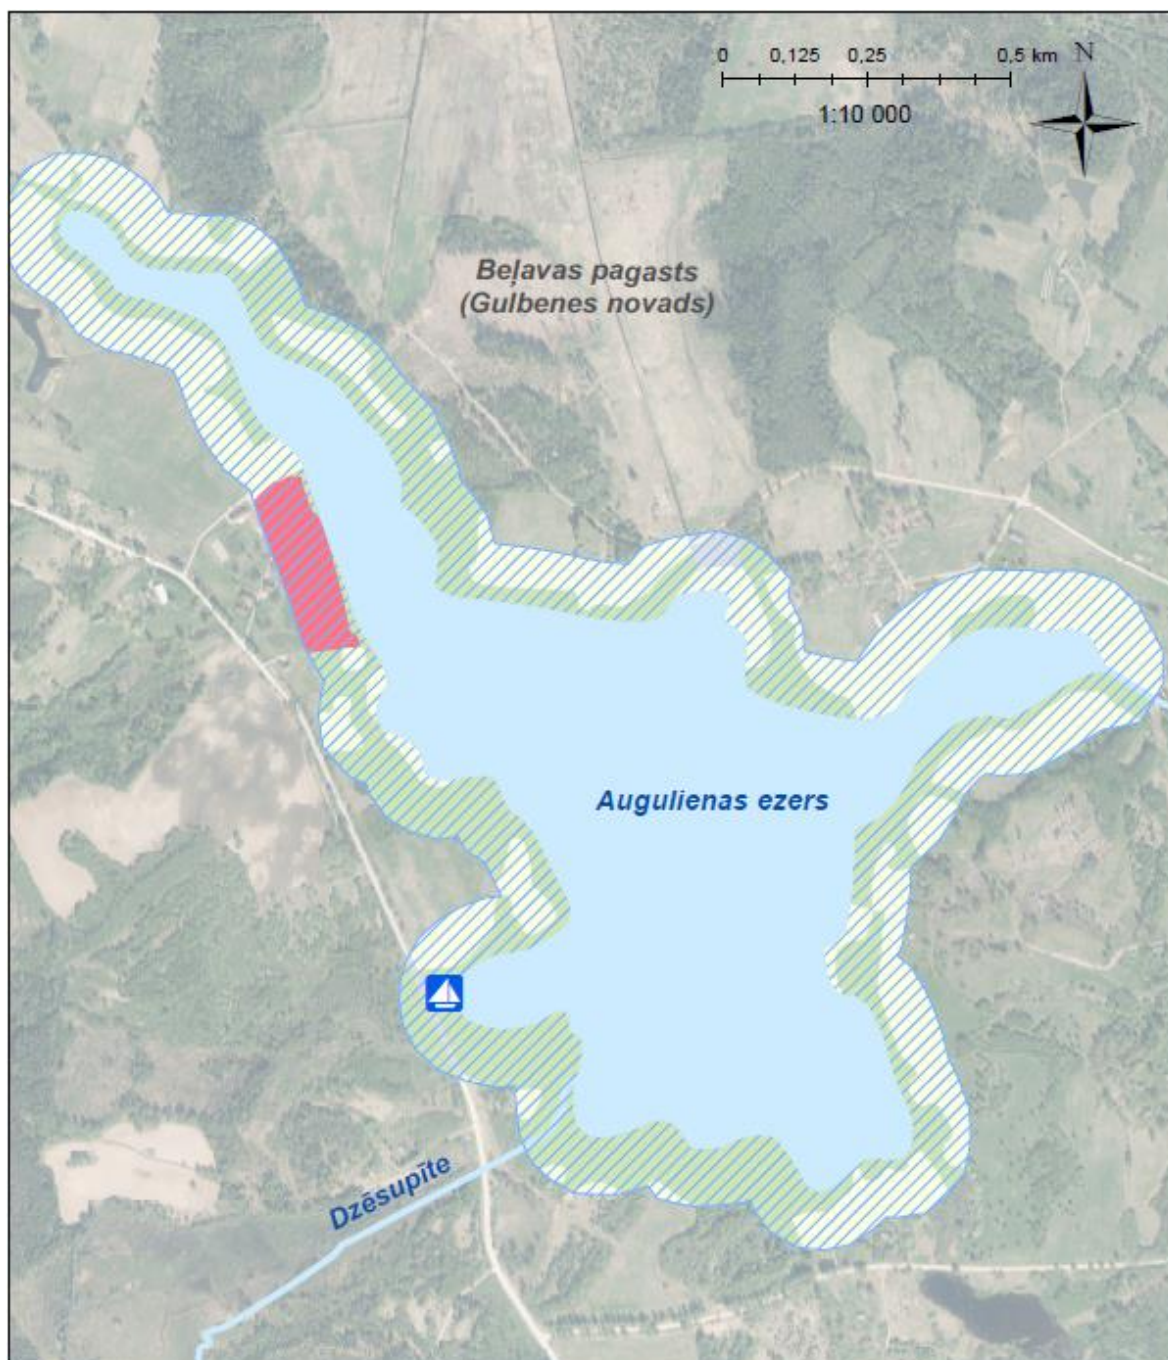 0 0,125 0,25 0,5 km N
1:10 000
Beļavas pagasts
(Gulbenes novads)
Augulienas ezers
Dzēsupīte